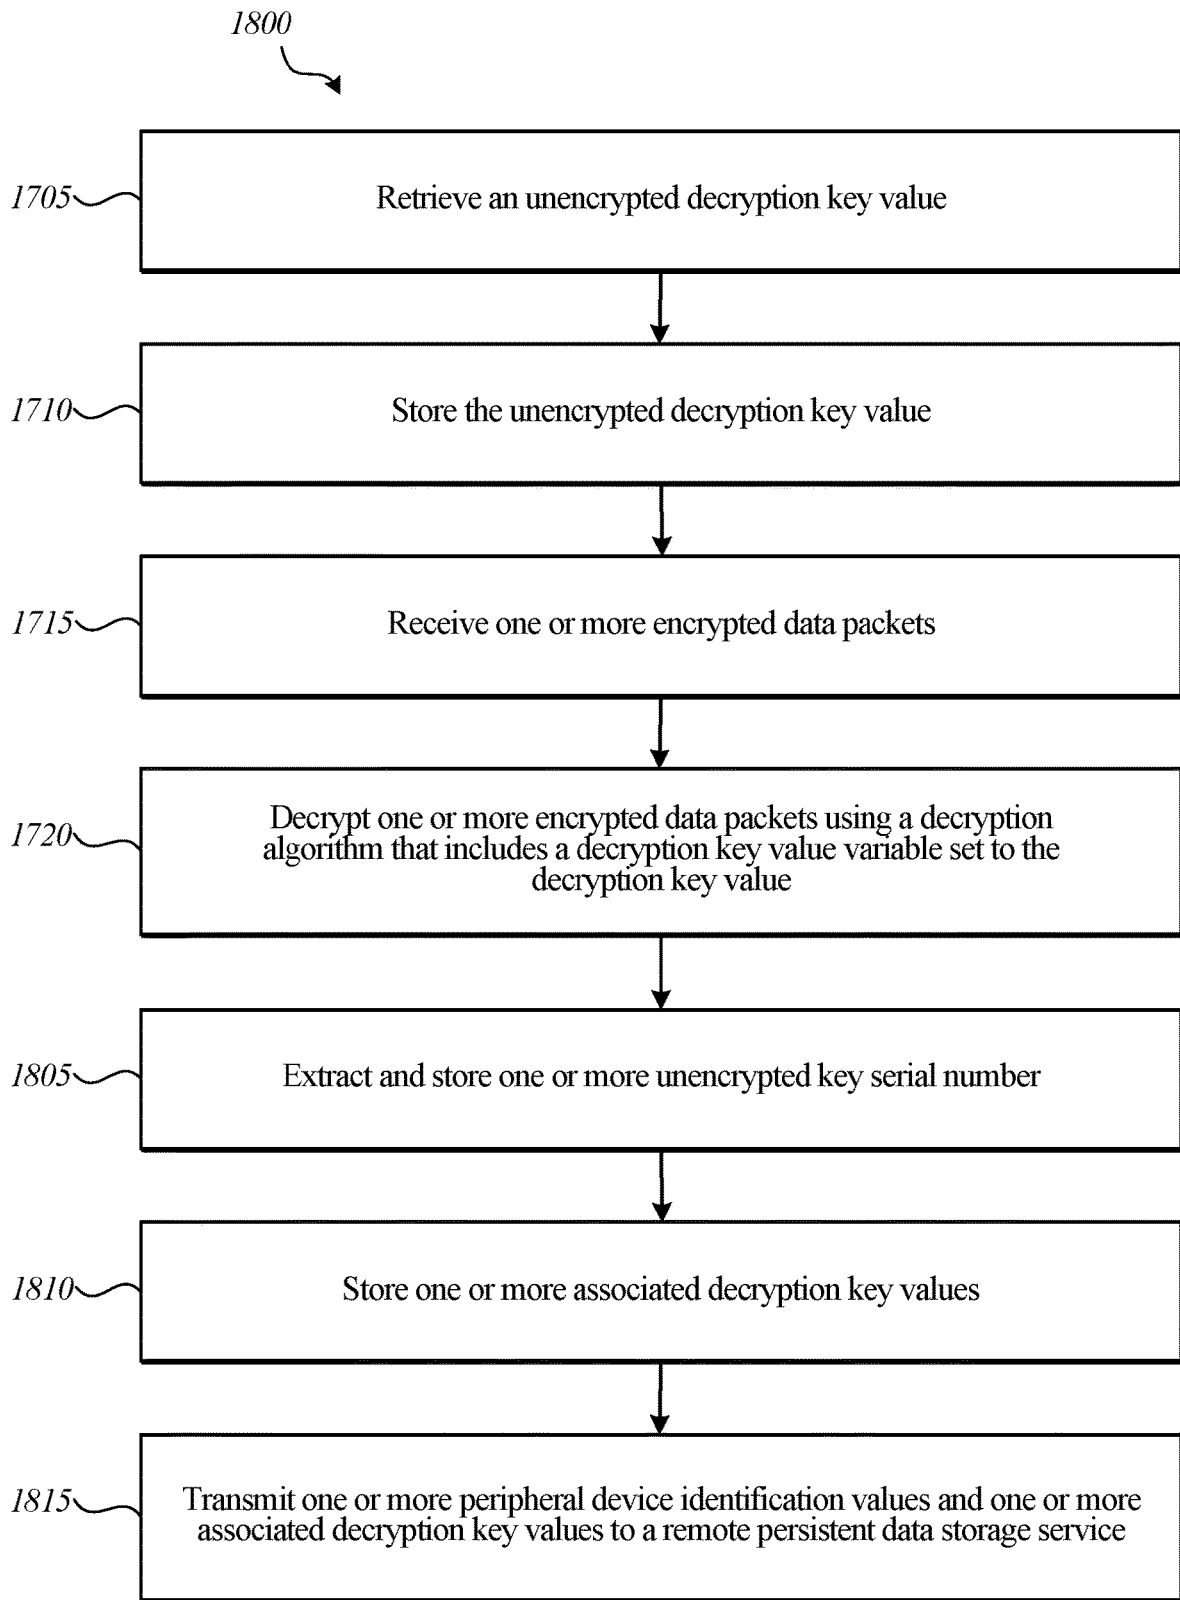 1800
1705
Retrieve an unencrypted decryption key value
1710
Store the unencrypted decryption key value
1715
Receive one or more encrypted data packets
1720
Decrypt one or more encrypted data packets using a decryption
algorithm that includes a decryption key value variable set to the
decryption key value
1805
Extract and store one or more unencrypted key serial number
1810
Store one or more associated decryption key values
1815
Transmit one or more peripheral device identification values and one or more
associated decryption key values to a remote persistent data storage service